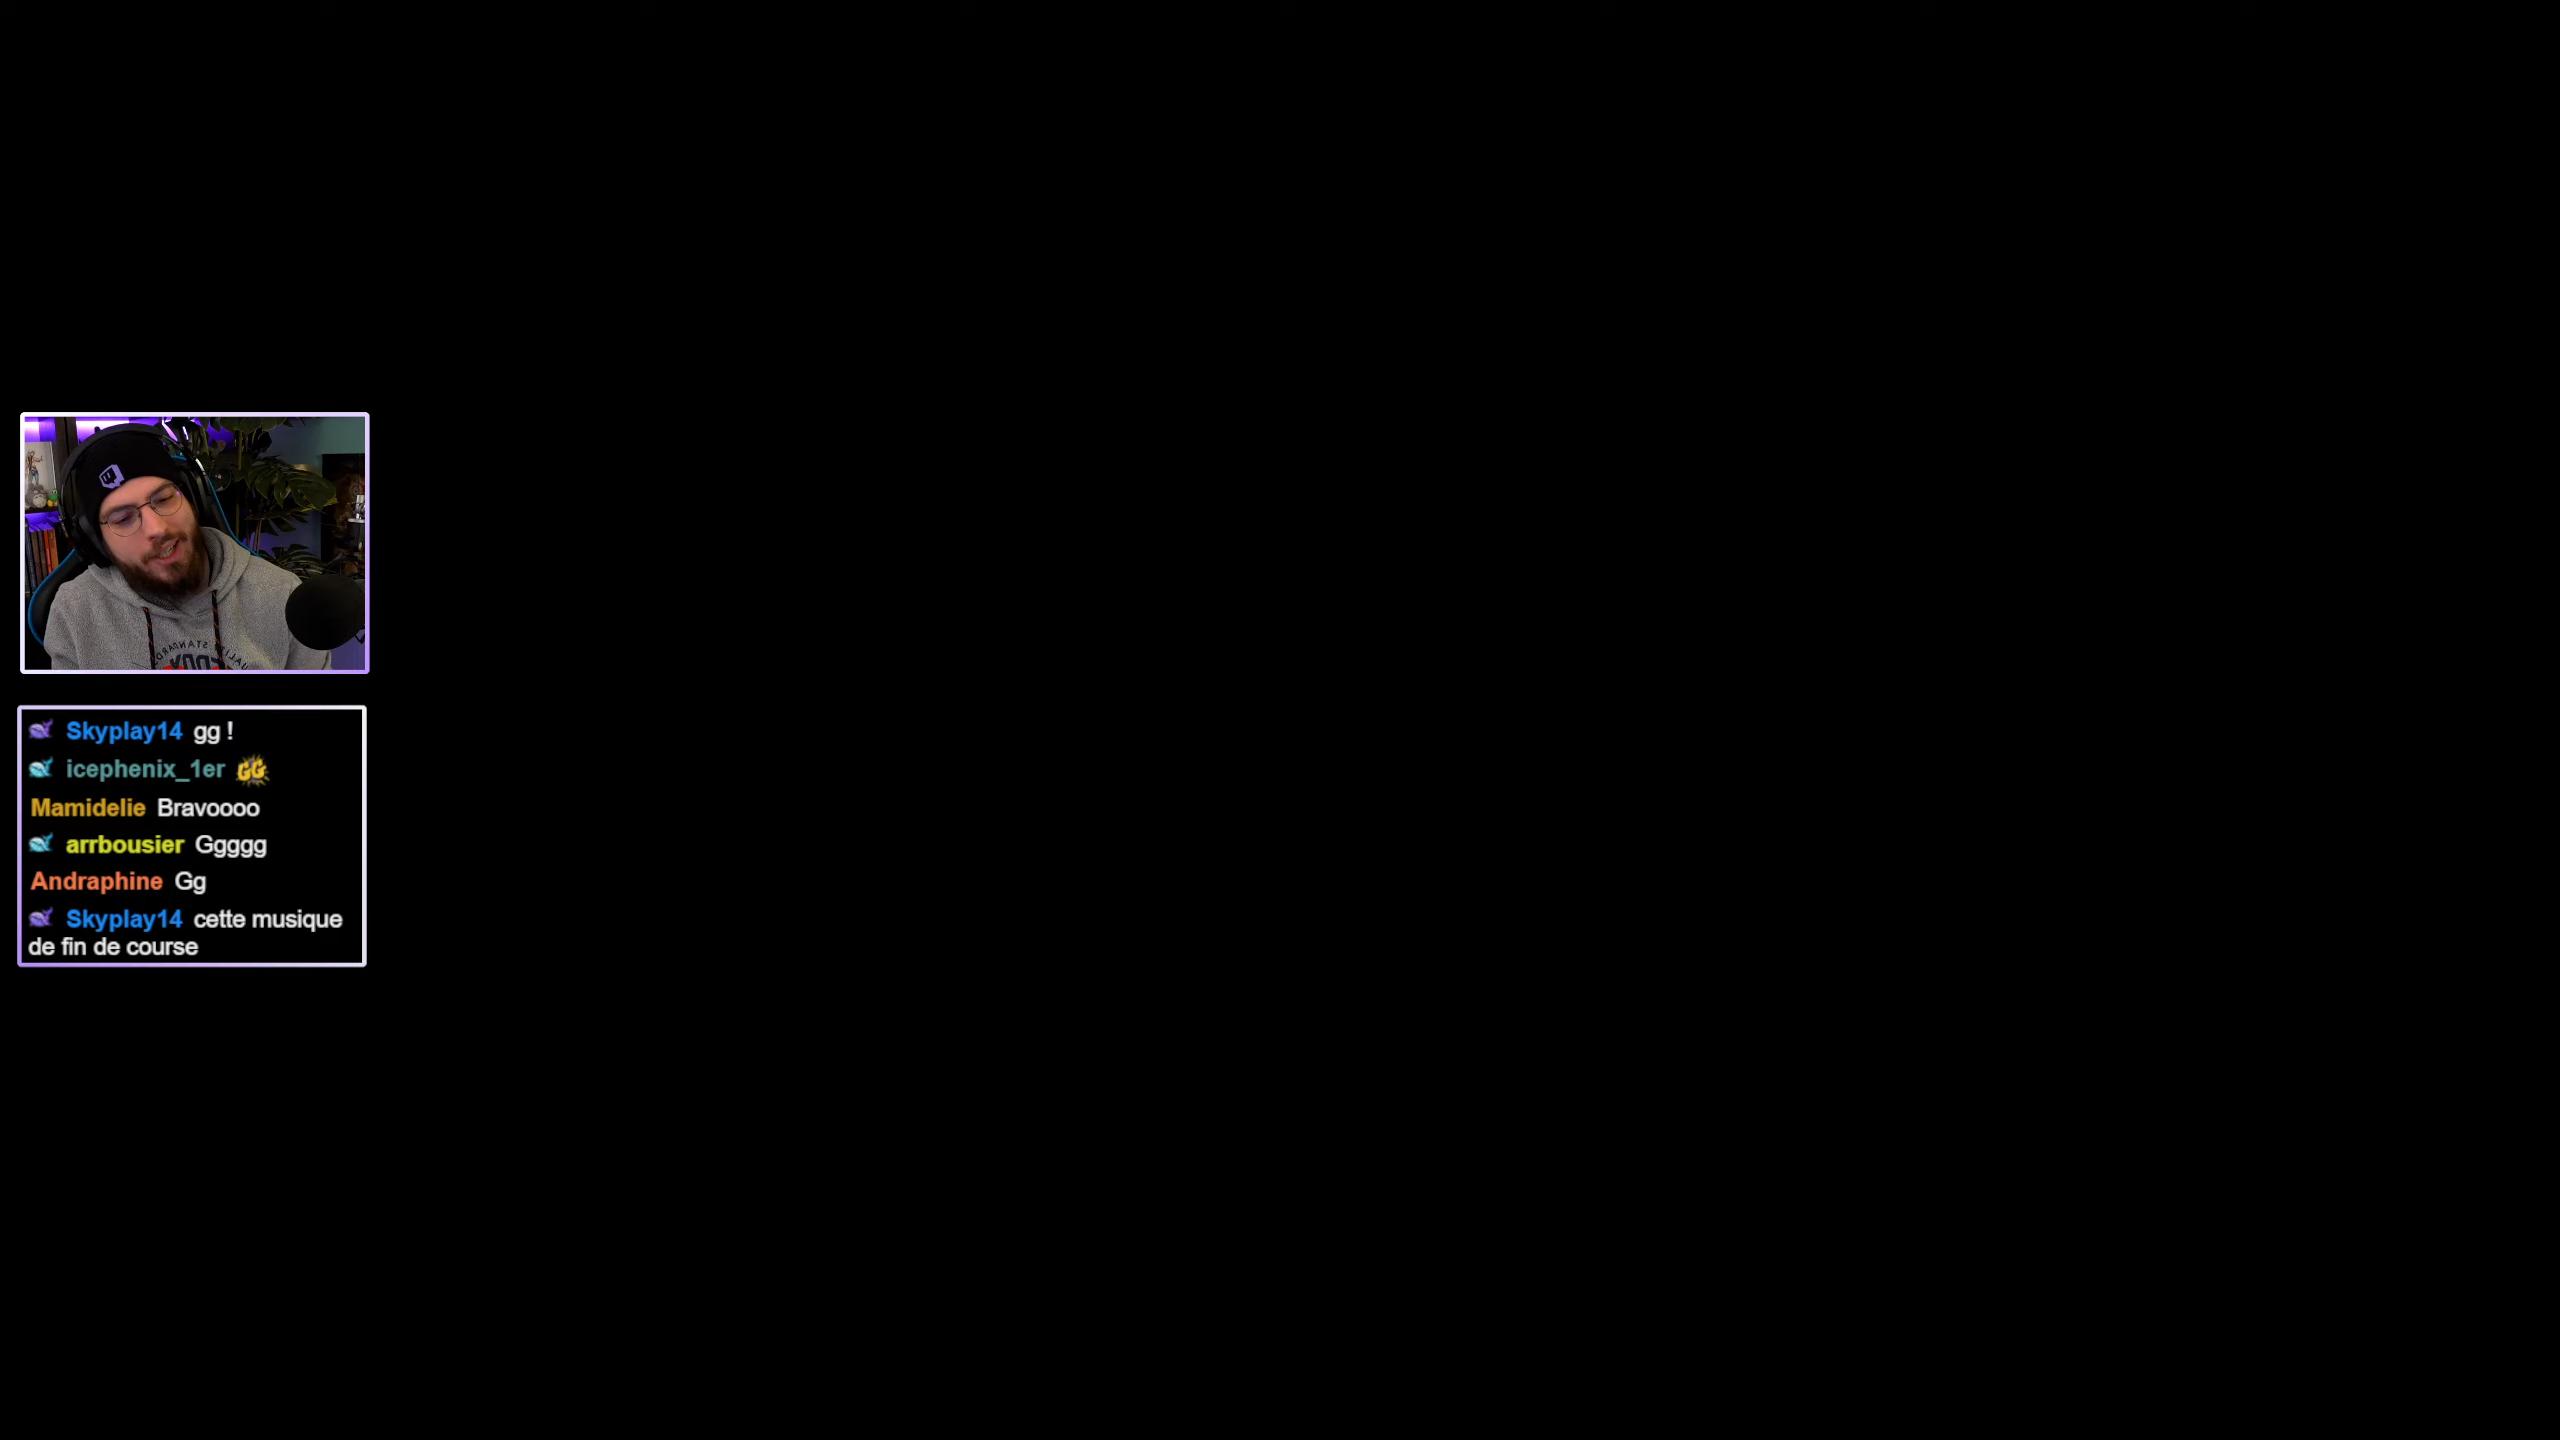 Skyplay14 gg !
icephenix_1er GG
Mamidelie Bravoooo
arrbousier Ggggg
Andraphine Gg
Skyplay14 cette musique
de fin de course